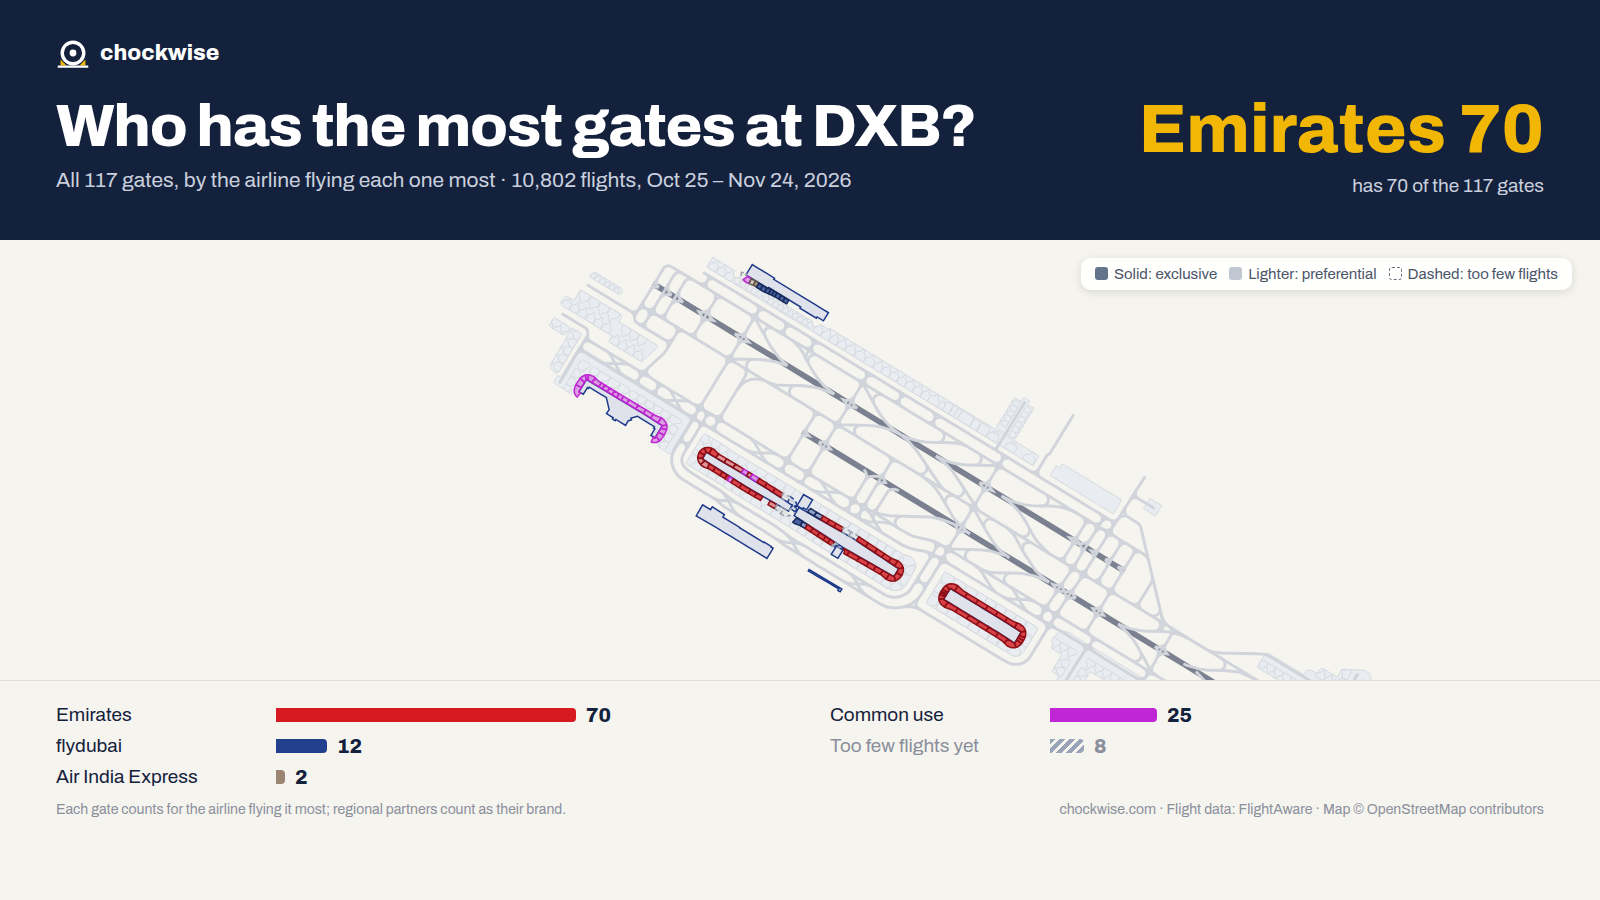 chockwise
Who has the most gates at DXB?
All 117 gates, by the airline flying each one most · 10,802 flights, Oct 25 – Nov 24, 2026
Emirates 70
has 70 of the 117 gates
Solid: exclusive
Lighter: preferential
Dashed: too few flights
Emirates 70
flydubai 12
Air India Express 2
Common use 25
Too few flights yet 8
Each gate counts for the airline flying it most; regional partners count as their brand.
chockwise.com · Flight data: FlightAware · Map © OpenStreetMap contributors